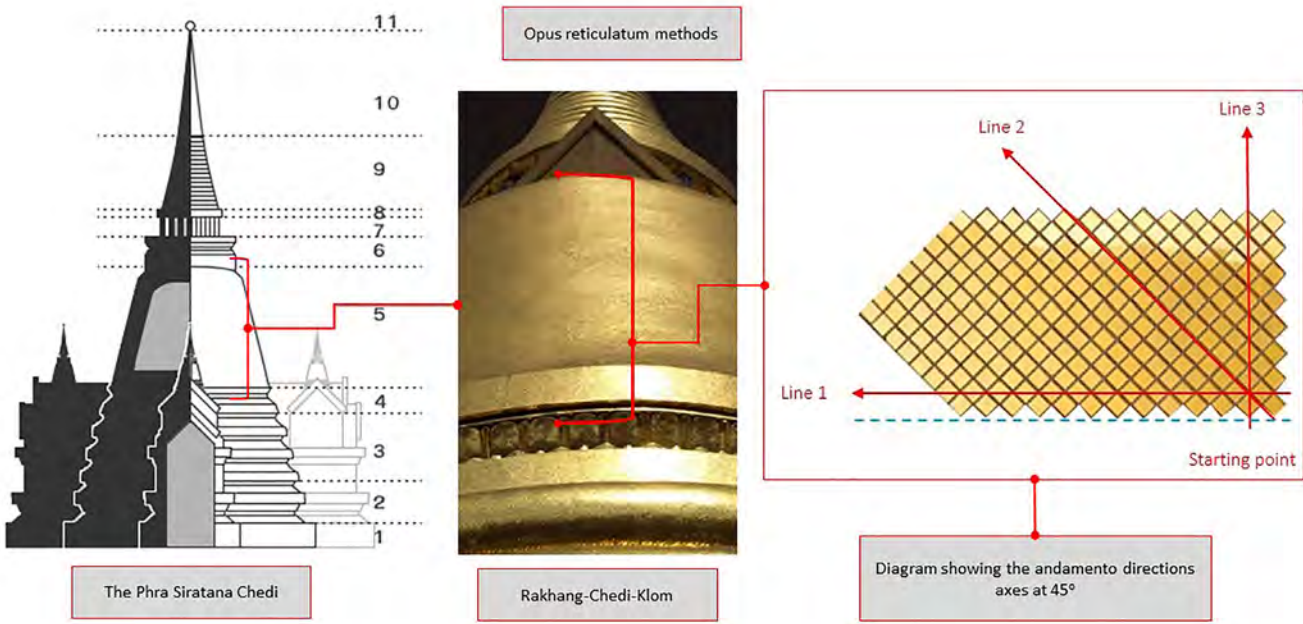 Opus reticulatum methods
11
10
9
8
7
6
5
4
3
2
1
Line 1
Line 2
Line 3
Starting point
The Phra Siratana Chedi
Rakhang-Chedi-Klom
Diagram showing the andamento directions
axes at 45º